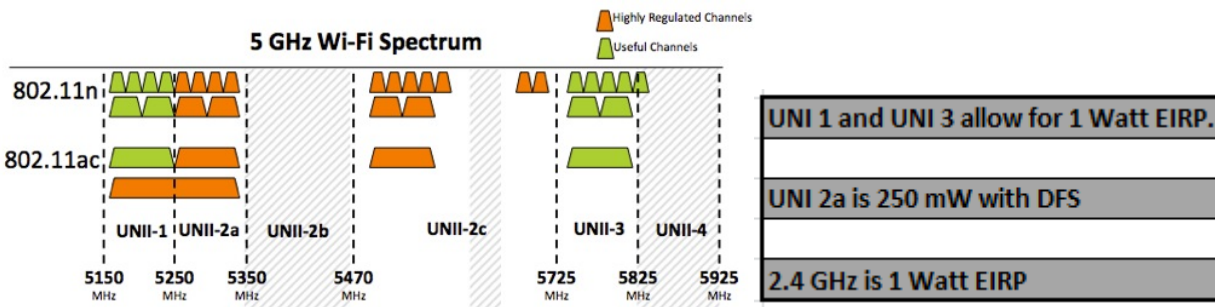 Highly Regulated Channels
5 GHz Wi-Fi Spectrum
Useful Channels
802.11n
802.11ac
UNII-1 UNII-2a UNII-2b UNII-2c UNII-3 UNII-4
5150 5250 5350 5470 5725 5825 5925
MHz MHz MHz MHz MHz MHz MHz
UNI 1 and UNI 3 allow for 1 Watt EIRP.
UNI 2a is 250 mW with DFS
2.4 GHz is 1 Watt EIRP